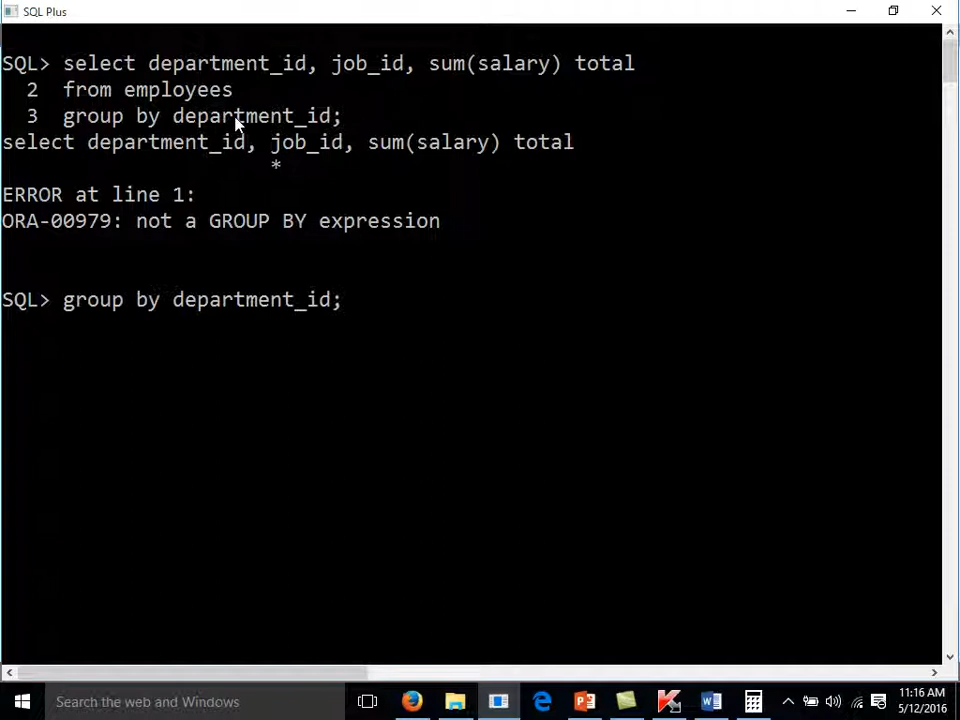 SQL Plus
SQL> select department_id, job_id, sum(salary) total
2 from employees
3 group by department_id;
select department_id, job_id, sum(salary) total
*
ERROR at line 1:
ORA-00979: not a GROUP BY expression
SQL> group by department_id;
Search the web and Windows
11:16 AM
5/12/2016